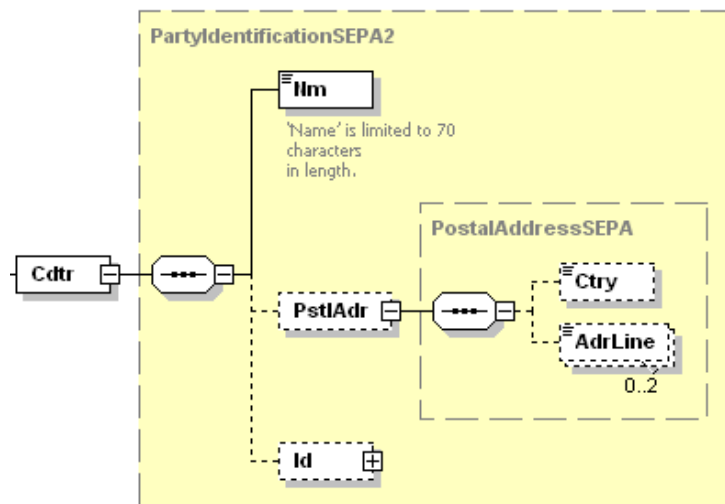 PartyIdentificationSEPA2
Nm
'Name' is limited to 70
characters
in length.
PostalAddressSEPA
Cdtr
Ctry
PstlAdr
AdrLine
0..2
Id